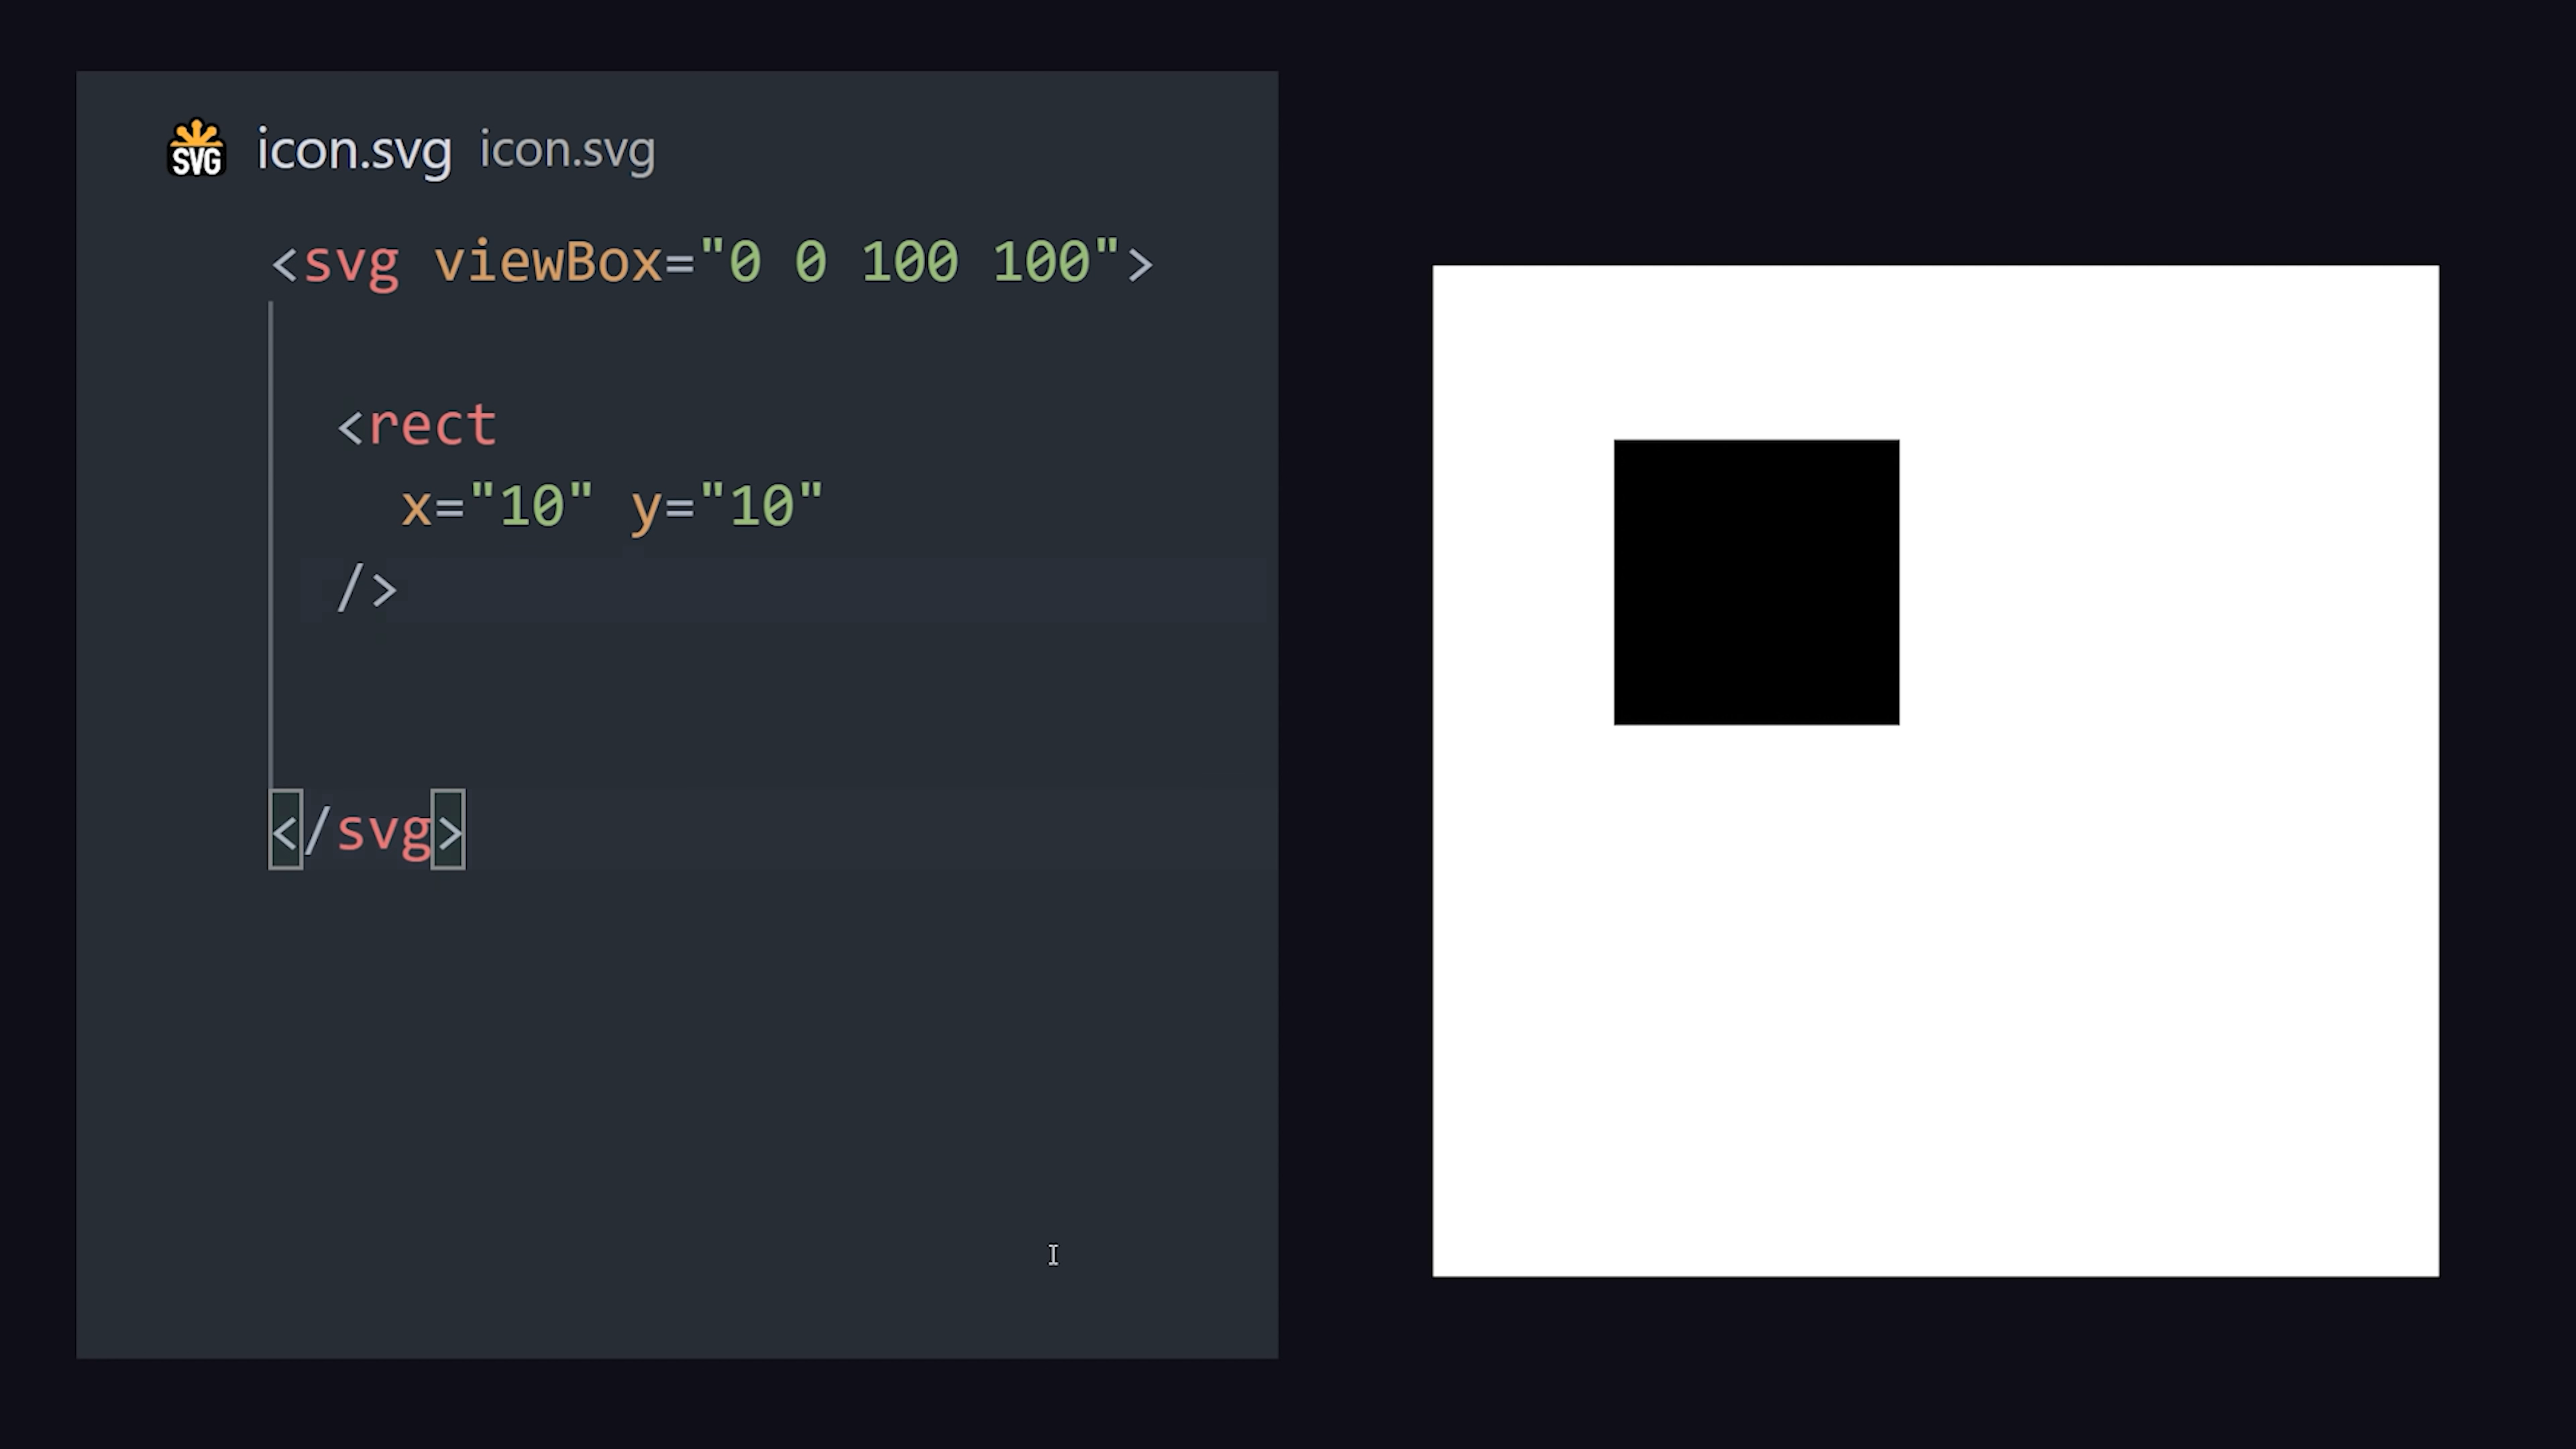 SVG icon.svg icon.svg
<svg viewBox="0 0 100 100">
<rect
x="10" y="10"
/>
</svg>